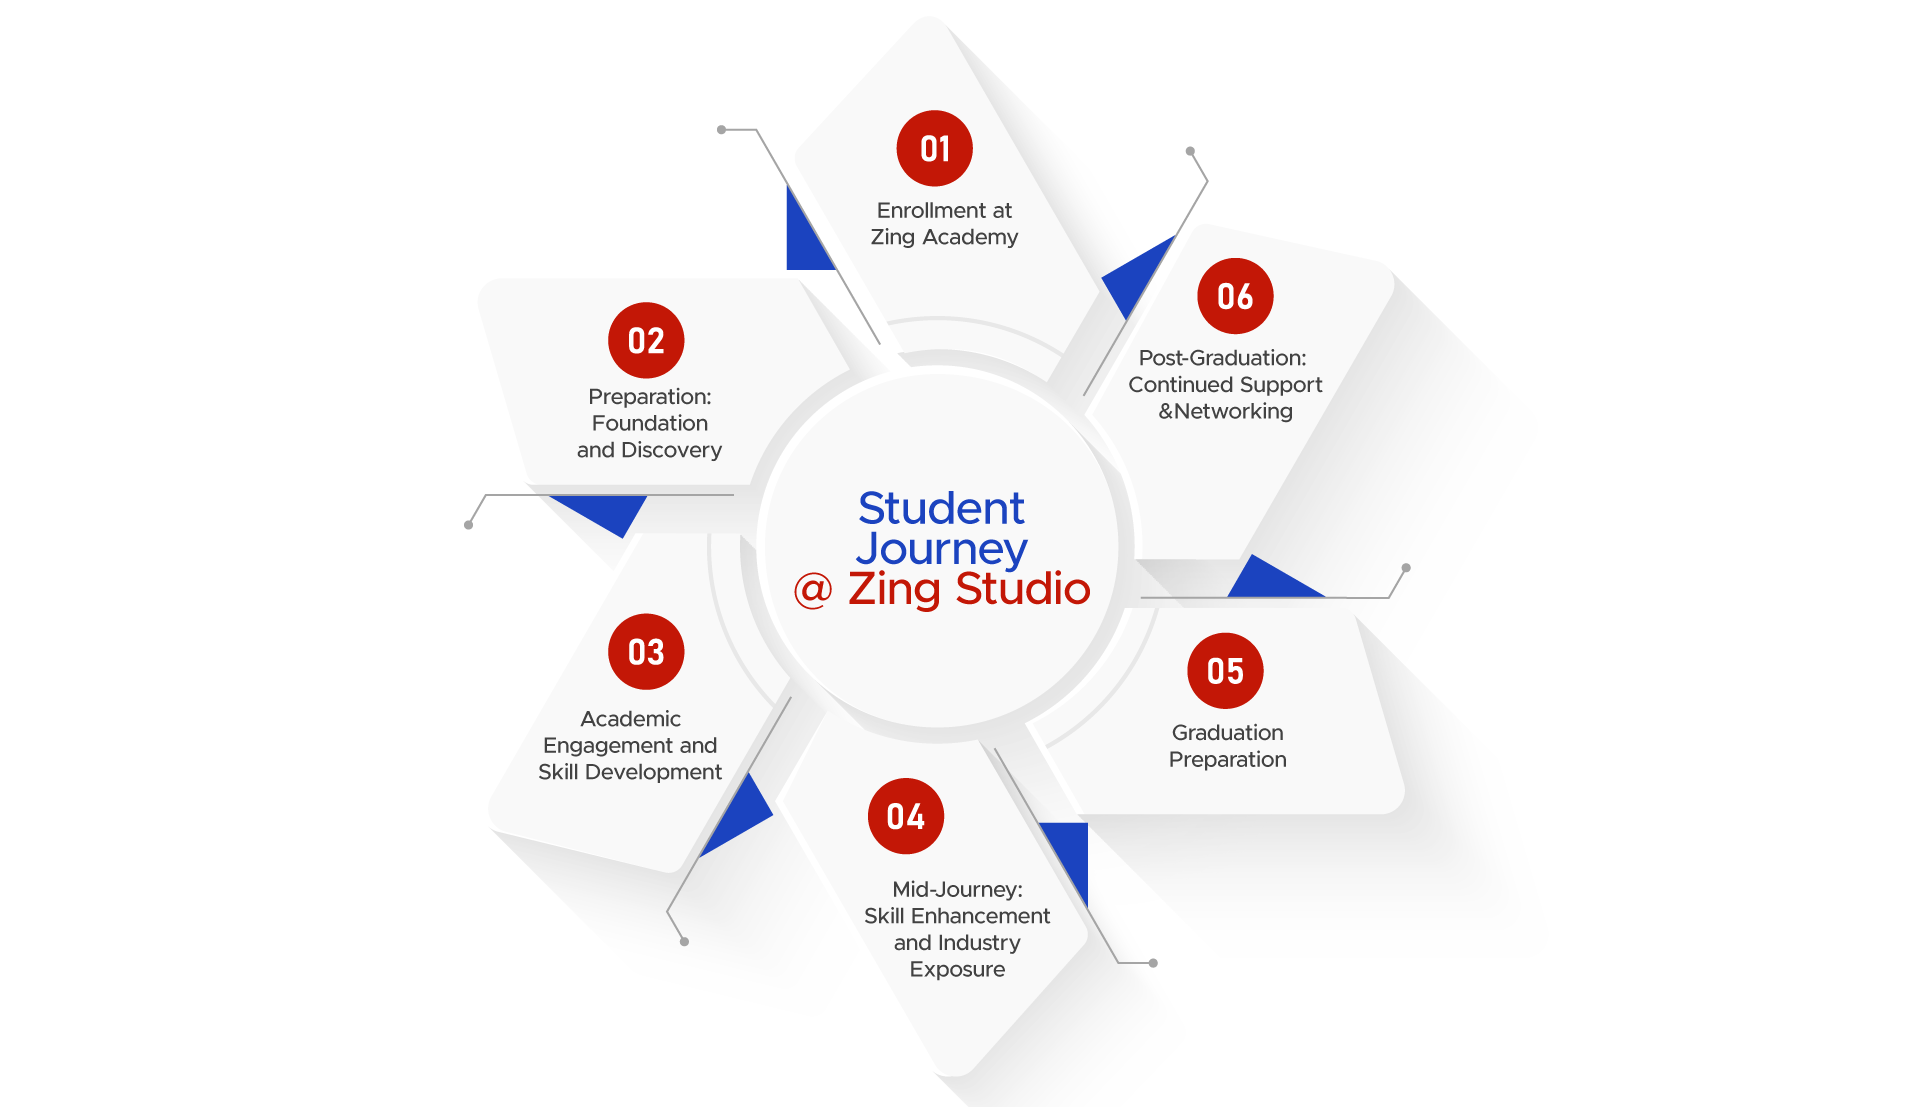 01
Enrollment at
Zing Academy
02
Preparation:
Foundation
and Discovery
03
Academic
Engagement and
Skill Development
04
Mid-Journey:
Skill Enhancement
and Industry
Exposure
05
Graduation
Preparation
06
Post-Graduation:
Continued Support
&Networking
Student
Journey
@ Zing Studio